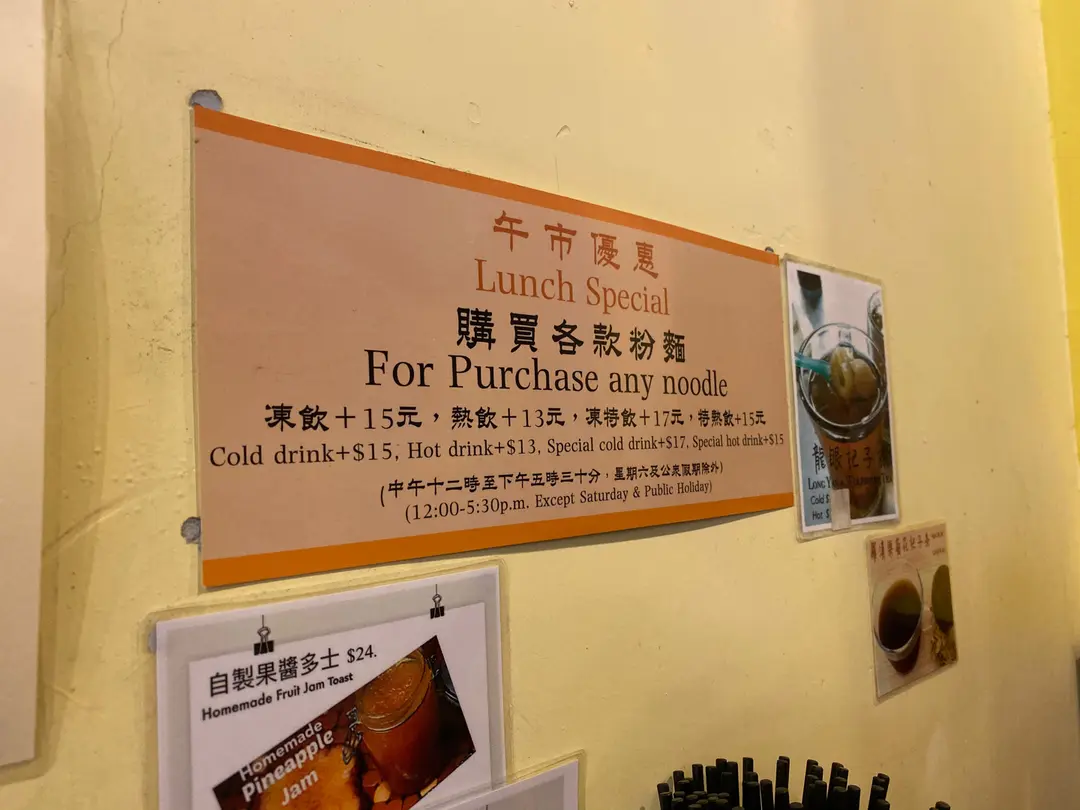 午市優惠
Lunch Special
購買各款粉麵
For Purchase any noodle
凍飲+15元，熱飲+13元，凍特飲+17元，特熱飲+15元
Cold drink+$15, Hot drink+$13, Special cold drink+$17, Special hot drink+$15
(中午十二時至下午五時三十分，星期六及公眾假期除外)
(12:00-5:30p.m. Except Saturday & Public Holiday)
龍眼杞子
Cold $
Hot $
自製果醬多士 $24.
Homemade Fruit Jam Toast
Homemade
Pineapple
Jam